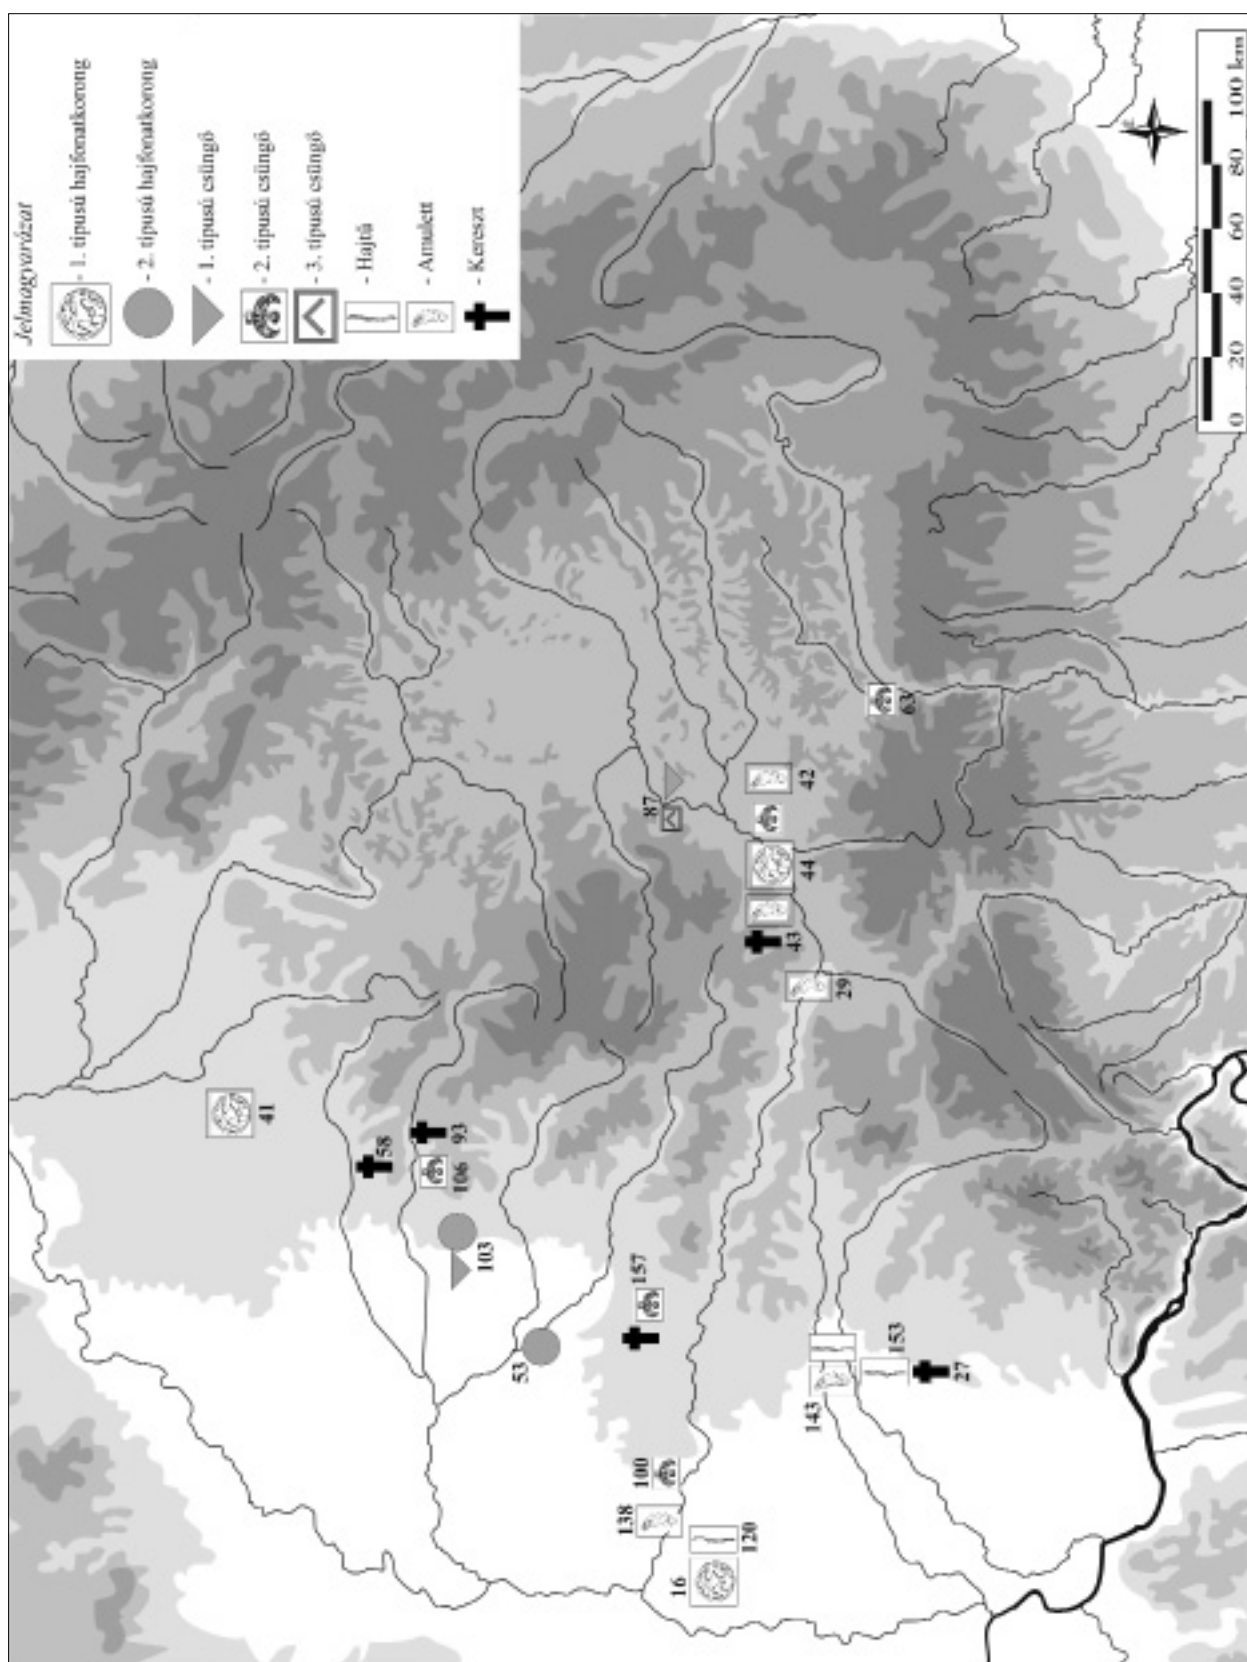 Jelmagyarázat
- 1. típusú hajfonatkorong
- 2. típusú hajfonatkorong
- 1. típusú csüngő
- 2. típusú csüngő
- 3. típusú csüngő
- Hajtű
- Amulett
- Kereszt
41
58
93
106
103
53
157
100
138
16
120
143
153
27
29
43
44
42
87
63
0 20 40 60 80 100 km